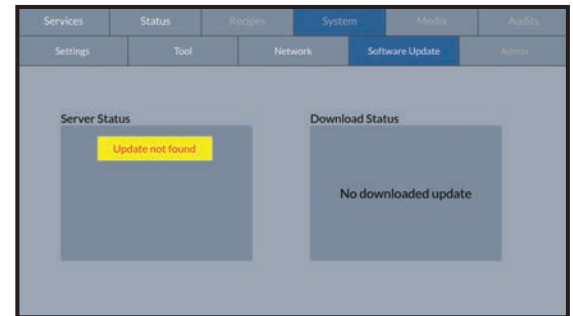 Services Status Recipes System Media Audits
Settings Tool Network Software Update Admin
Server Status Download Status
Update not found
No downloaded update